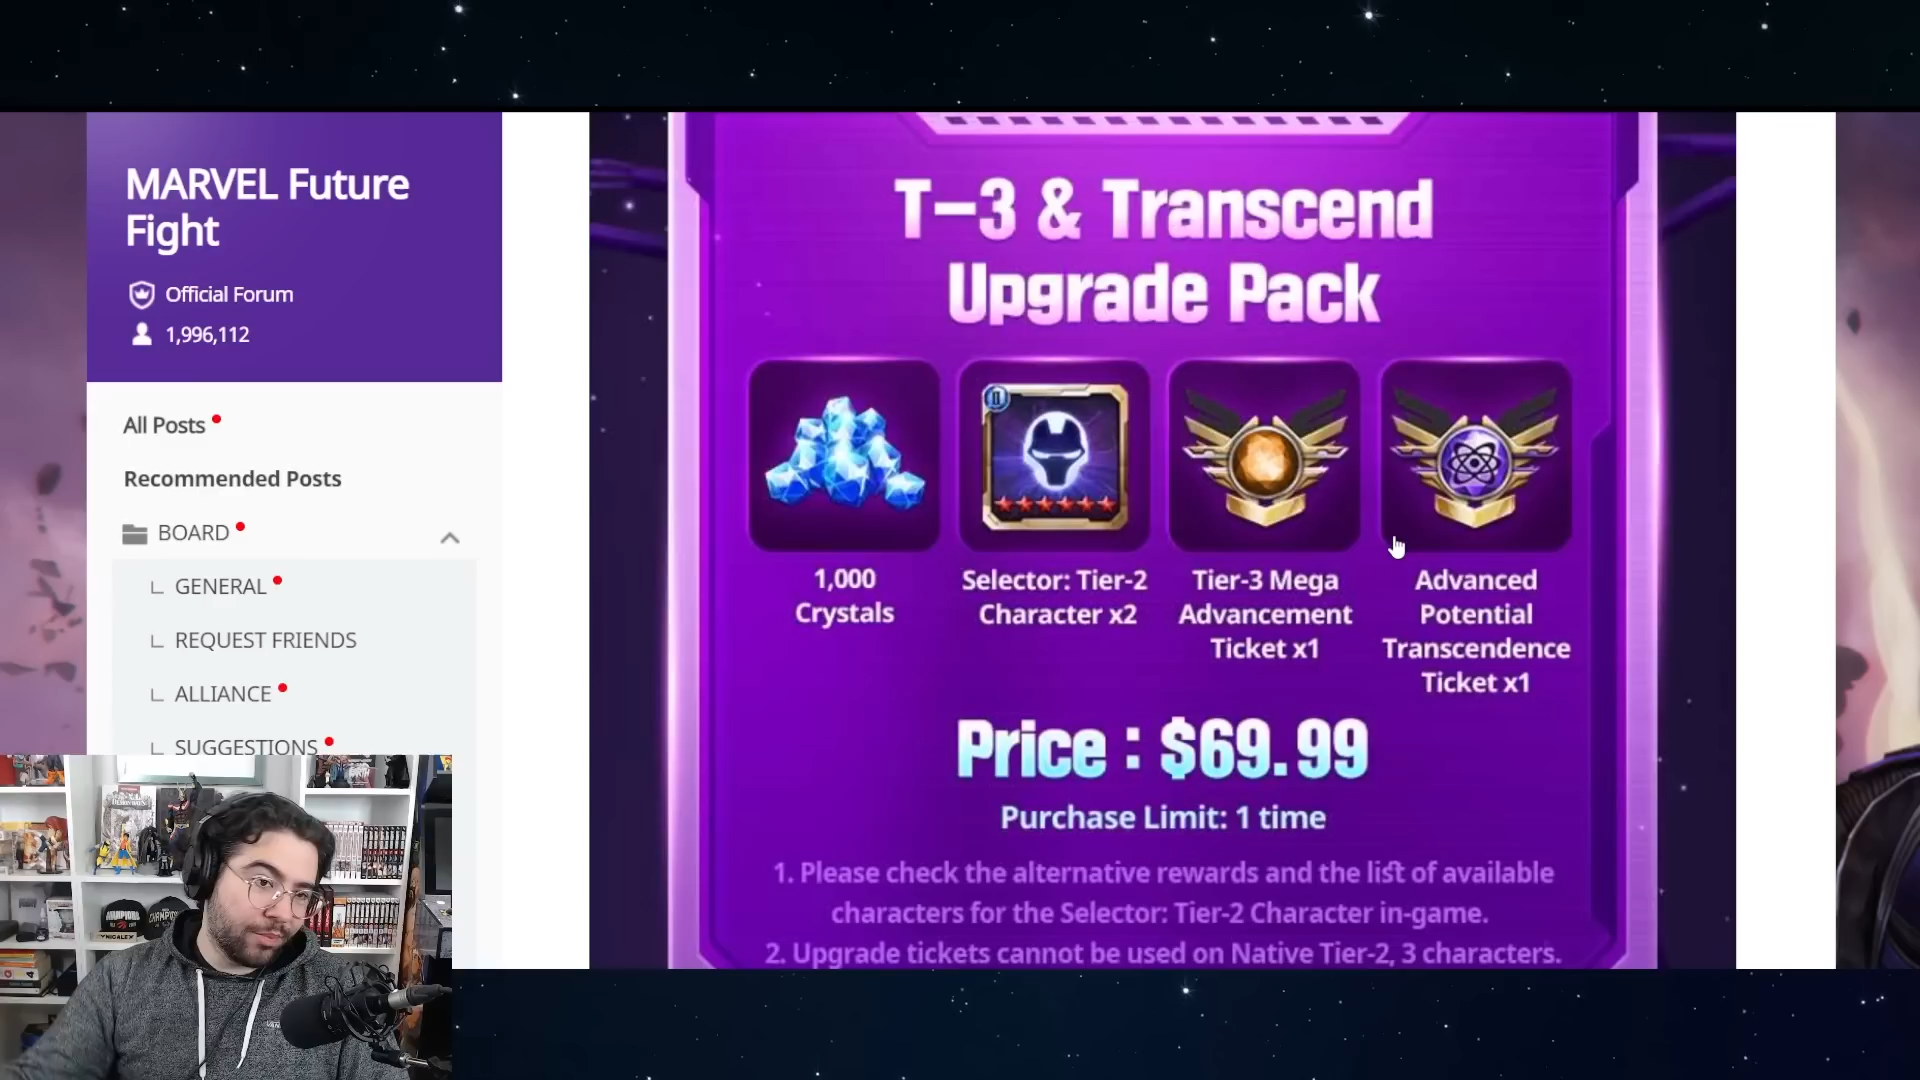 MARVEL Future
Fight
Official Forum
1,996,112
All Posts
Recommended Posts
BOARD
GENERAL
REQUEST FRIENDS
ALLIANCE
SUGGESTIONS
T-3 & Transcend
Upgrade Pack
1,000
Crystals
Selector: Tier-2
Character x2
Tier-3 Mega
Advancement
Ticket x1
Advanced
Potential
Transcendence
Ticket x1
Price : $69.99
Purchase Limit: 1 time
1. Please check the alternative rewards and the list of available
characters for the Selector: Tier-2 Character in-game.
2. Upgrade tickets cannot be used on Native Tier-2, 3 characters.